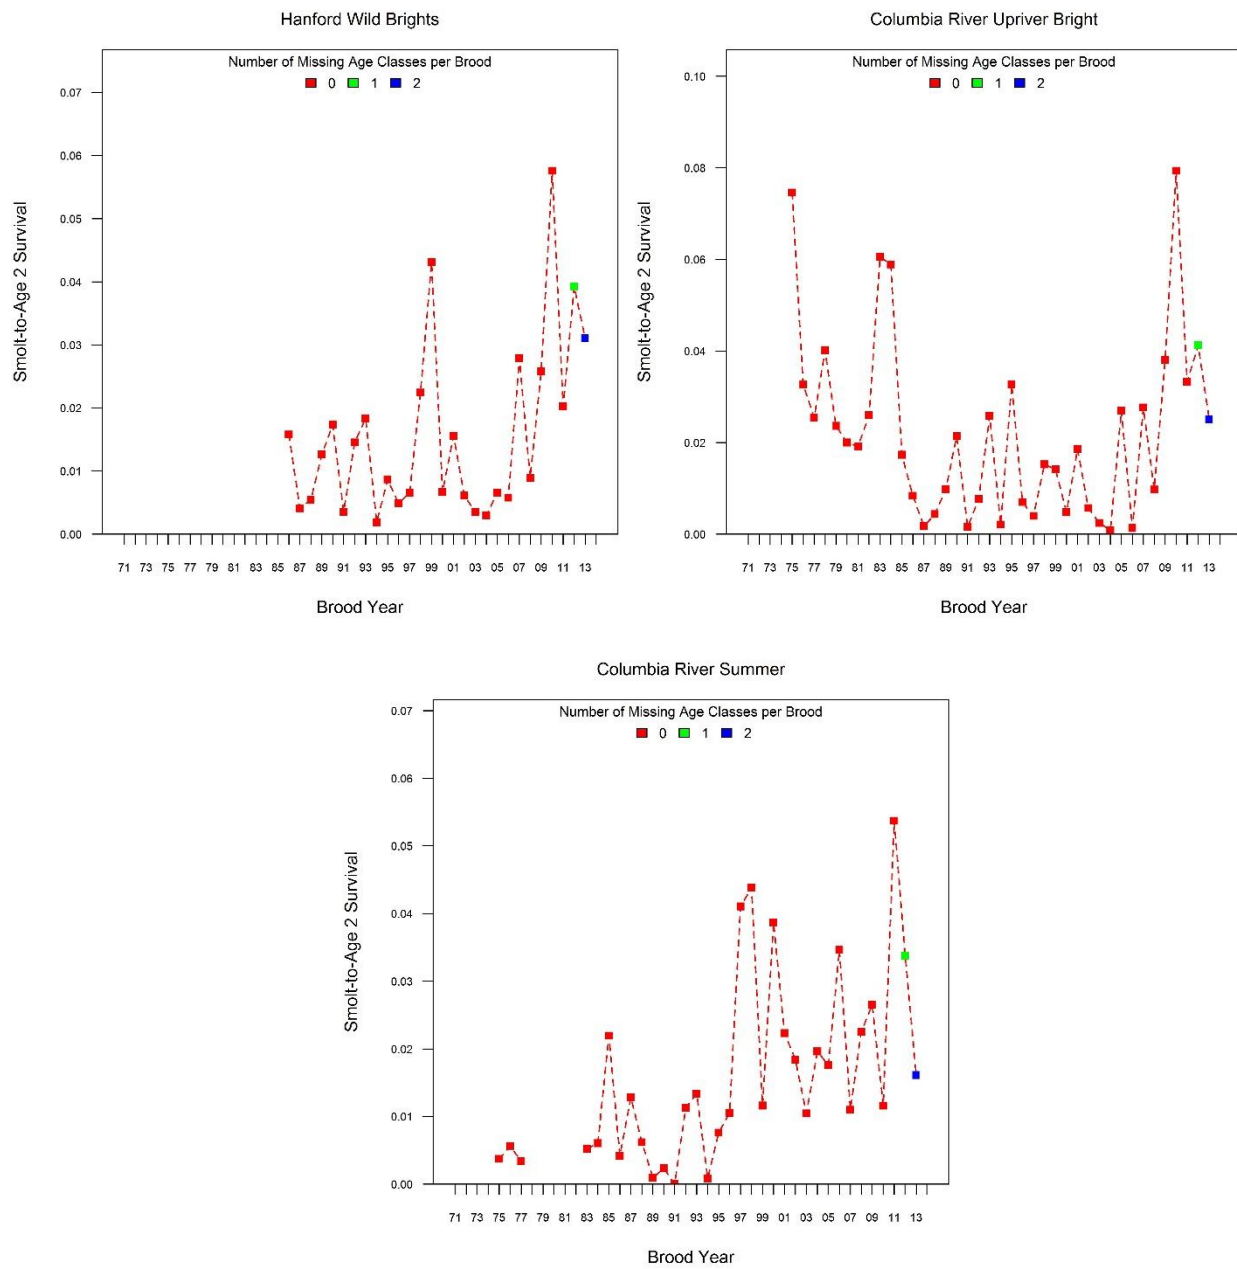 Hanford Wild Brights
Number of Missing Age Classes per Brood
0 1 2
0.07
0.06
0.05
0.04
0.03
0.02
0.01
0.00
Smolt-to-Age 2 Survival
71 73 75 77 79 81 83 85 87 89 91 93 95 97 99 01 03 05 07 09 11 13
Brood Year
Columbia River Upriver Bright
Number of Missing Age Classes per Brood
0 1 2
0.10
0.08
0.06
0.04
0.02
0.00
Smolt-to-Age 2 Survival
71 73 75 77 79 81 83 85 87 89 91 93 95 97 99 01 03 05 07 09 11 13
Brood Year
Columbia River Summer
Number of Missing Age Classes per Brood
0 1 2
0.07
0.06
0.05
0.04
0.03
0.02
0.01
0.00
Smolt-to-Age 2 Survival
71 73 75 77 79 81 83 85 87 89 91 93 95 97 99 01 03 05 07 09 11 13
Brood Year